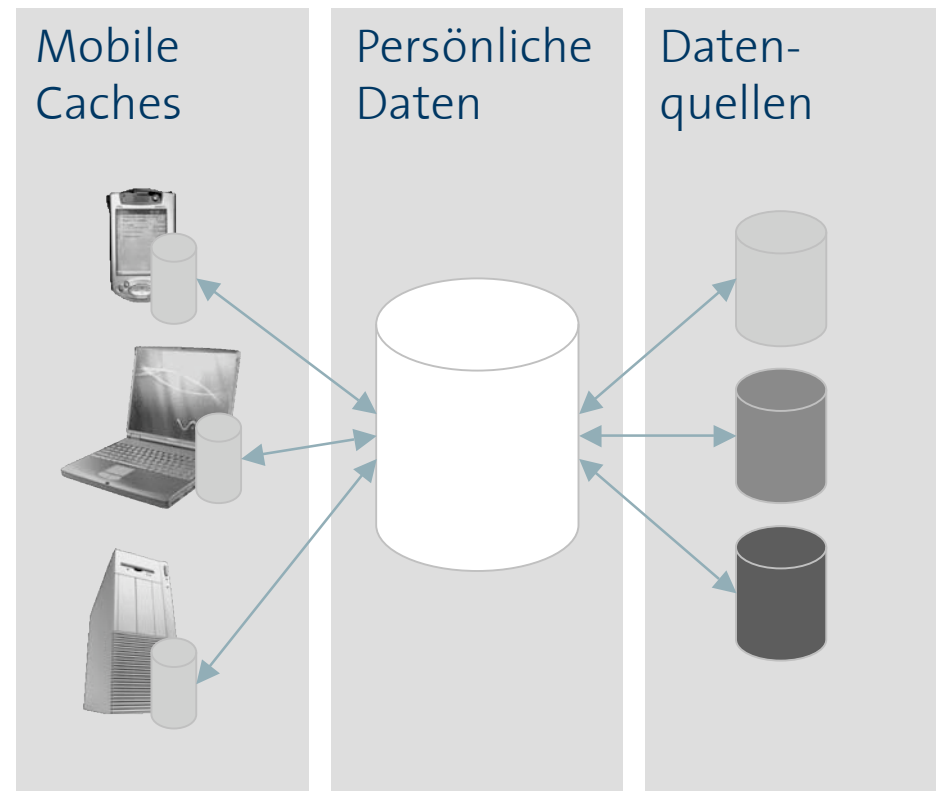 Mobile
Caches
Persönliche
Daten
Daten-
quellen